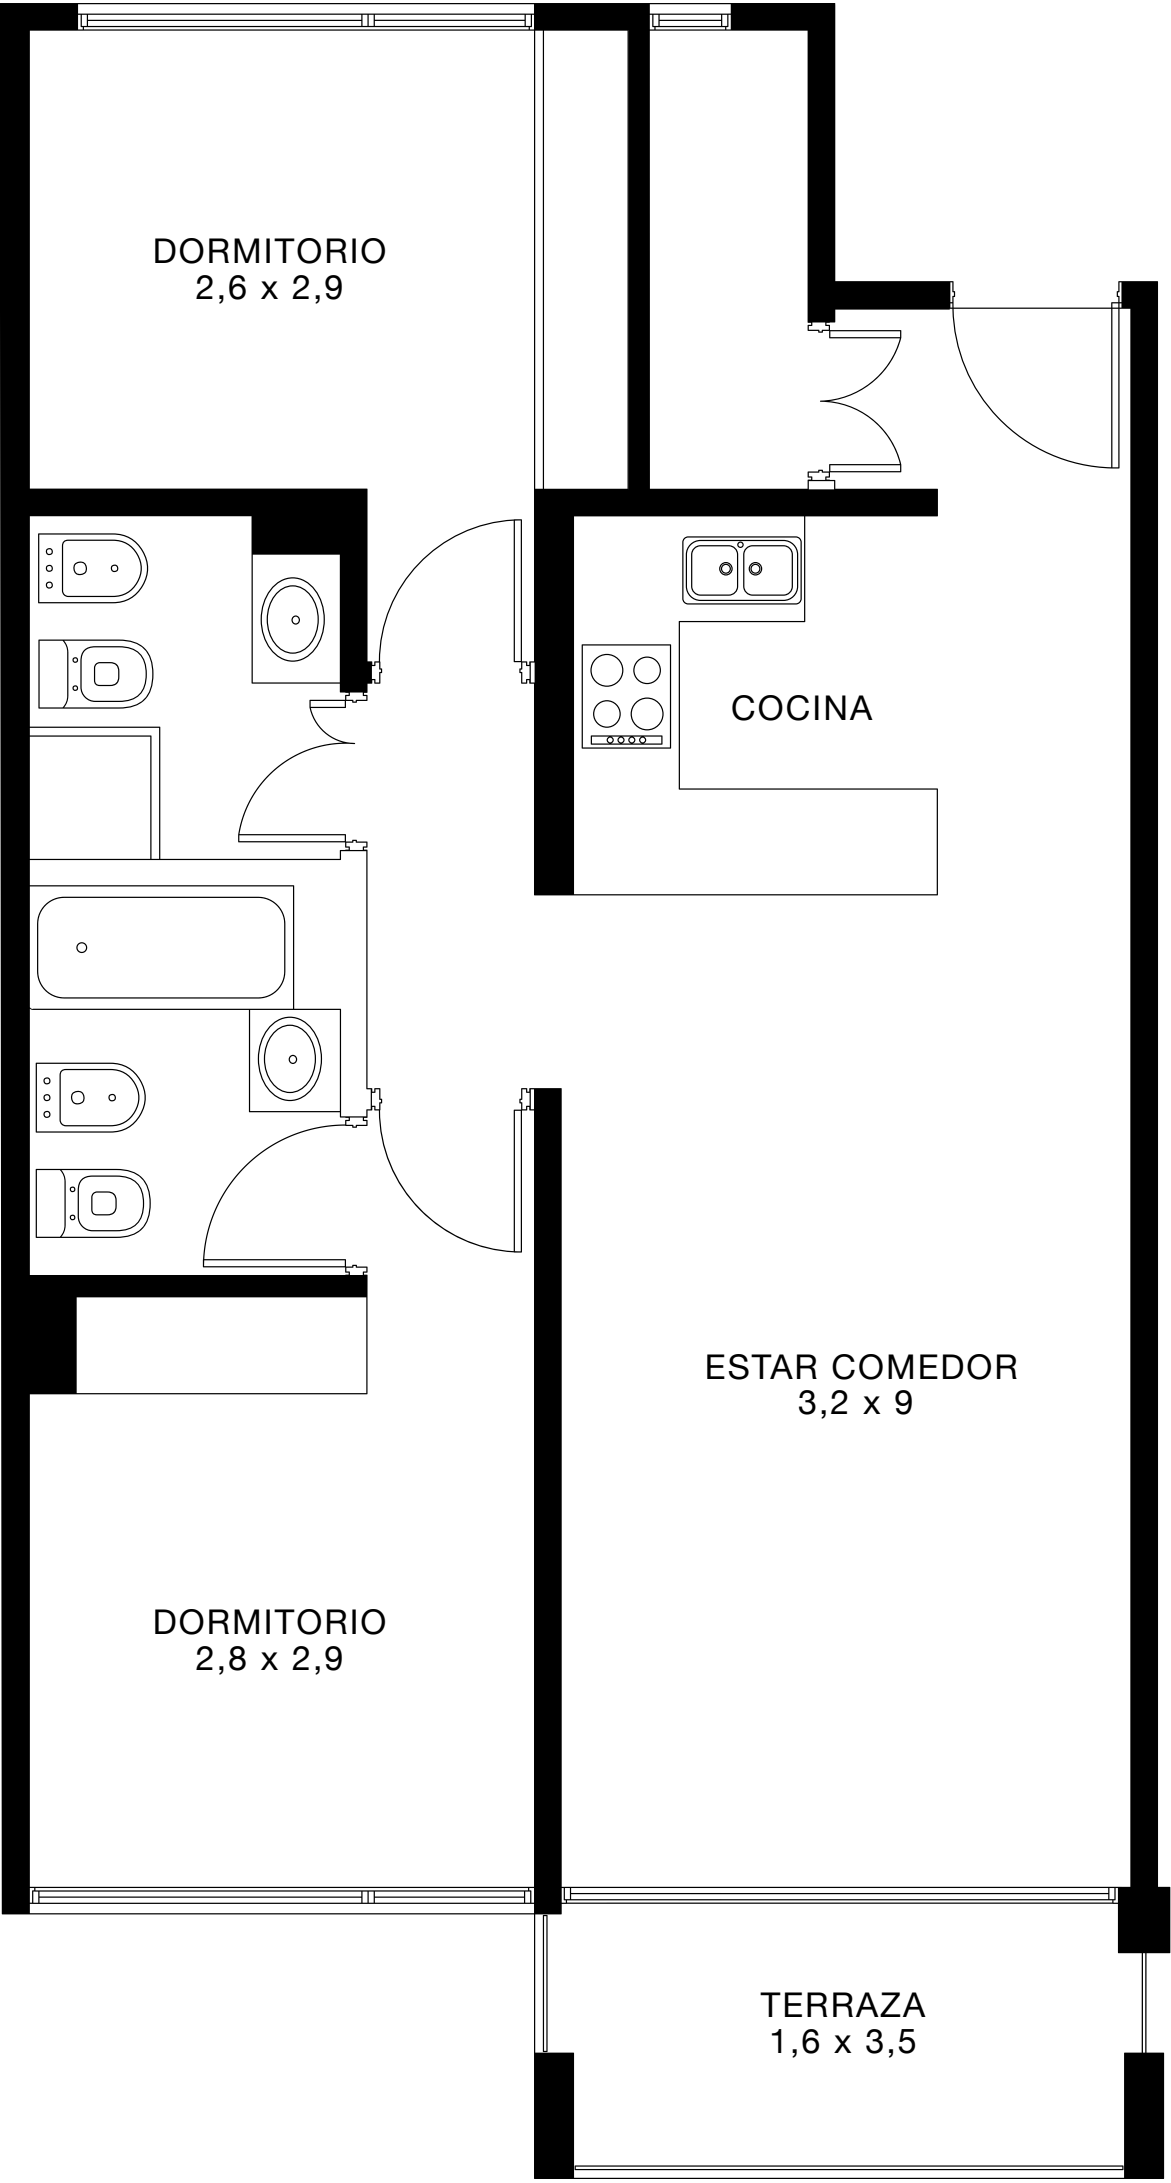 DORMITORIO
2,6 x 2,9
COCINA
ESTAR COMEDOR
3,2 x 9
DORMITORIO
2,8 x 2,9
TERRAZA
1,6 x 3,5